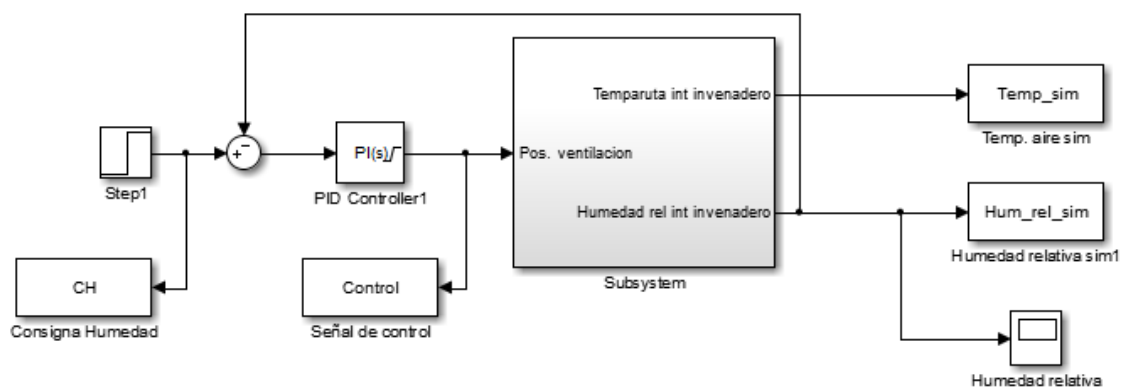 Temparuta int invenadero
Temp_sim
Temp. aire sim
+
−
Step1
PI(s)
PID Controller1
Pos. ventilacion
Humedad rel int invenadero
Hum_rel_sim
Humedad relativa sim1
Subsystem
CH
Consigna Humedad
Control
Señal de control
Humedad relativa